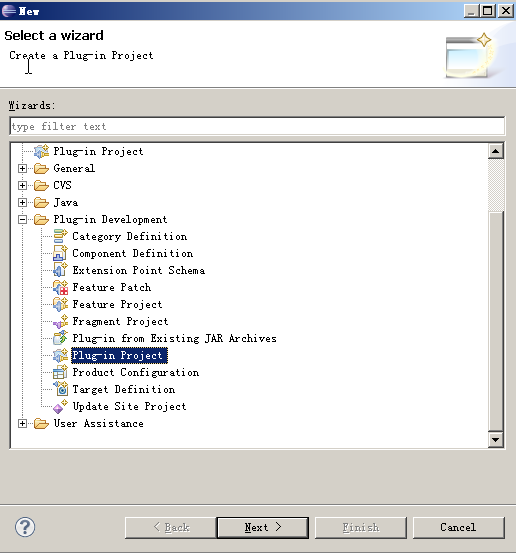 New
Select a wizard
Create a Plug-in Project
Wizards:
type filter text
Plug-in Project
General
CVS
Java
Plug-in Development
Category Definition
Component Definition
Extension Point Schema
Feature Patch
Feature Project
Fragment Project
Plug-in from Existing JAR Archives
Plug-in Project
Product Configuration
Target Definition
Update Site Project
User Assistance
? < Back Next > Finish Cancel